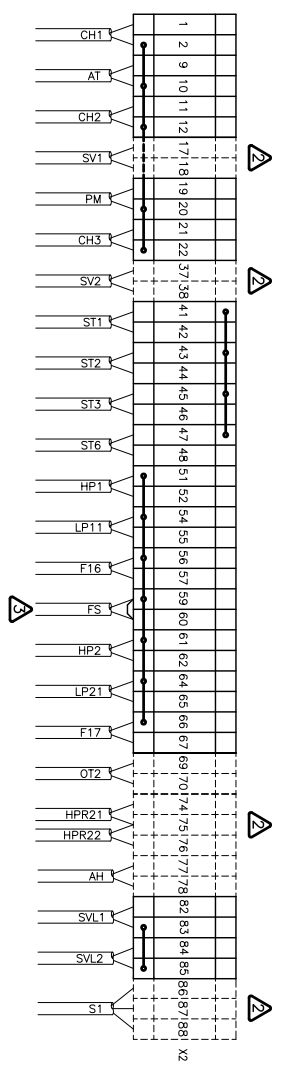 CH1
AT
CH2
SV1
PM
CH3
SV2
ST1
ST2
ST3
ST6
HP1
LP11
F16
FS
HP2
LP21
F17
OT2
HPR21
HPR22
AH
SVL1
SVL2
S1
3
1
2
9
10
11
12
17
18
19
20
21
22
37
38
41
42
43
44
45
46
47
48
51
52
54
55
56
57
59
60
61
62
64
65
66
67
69
70
74
75
76
77
78
82
83
84
85
86
87
88
X2
2
2
2
2